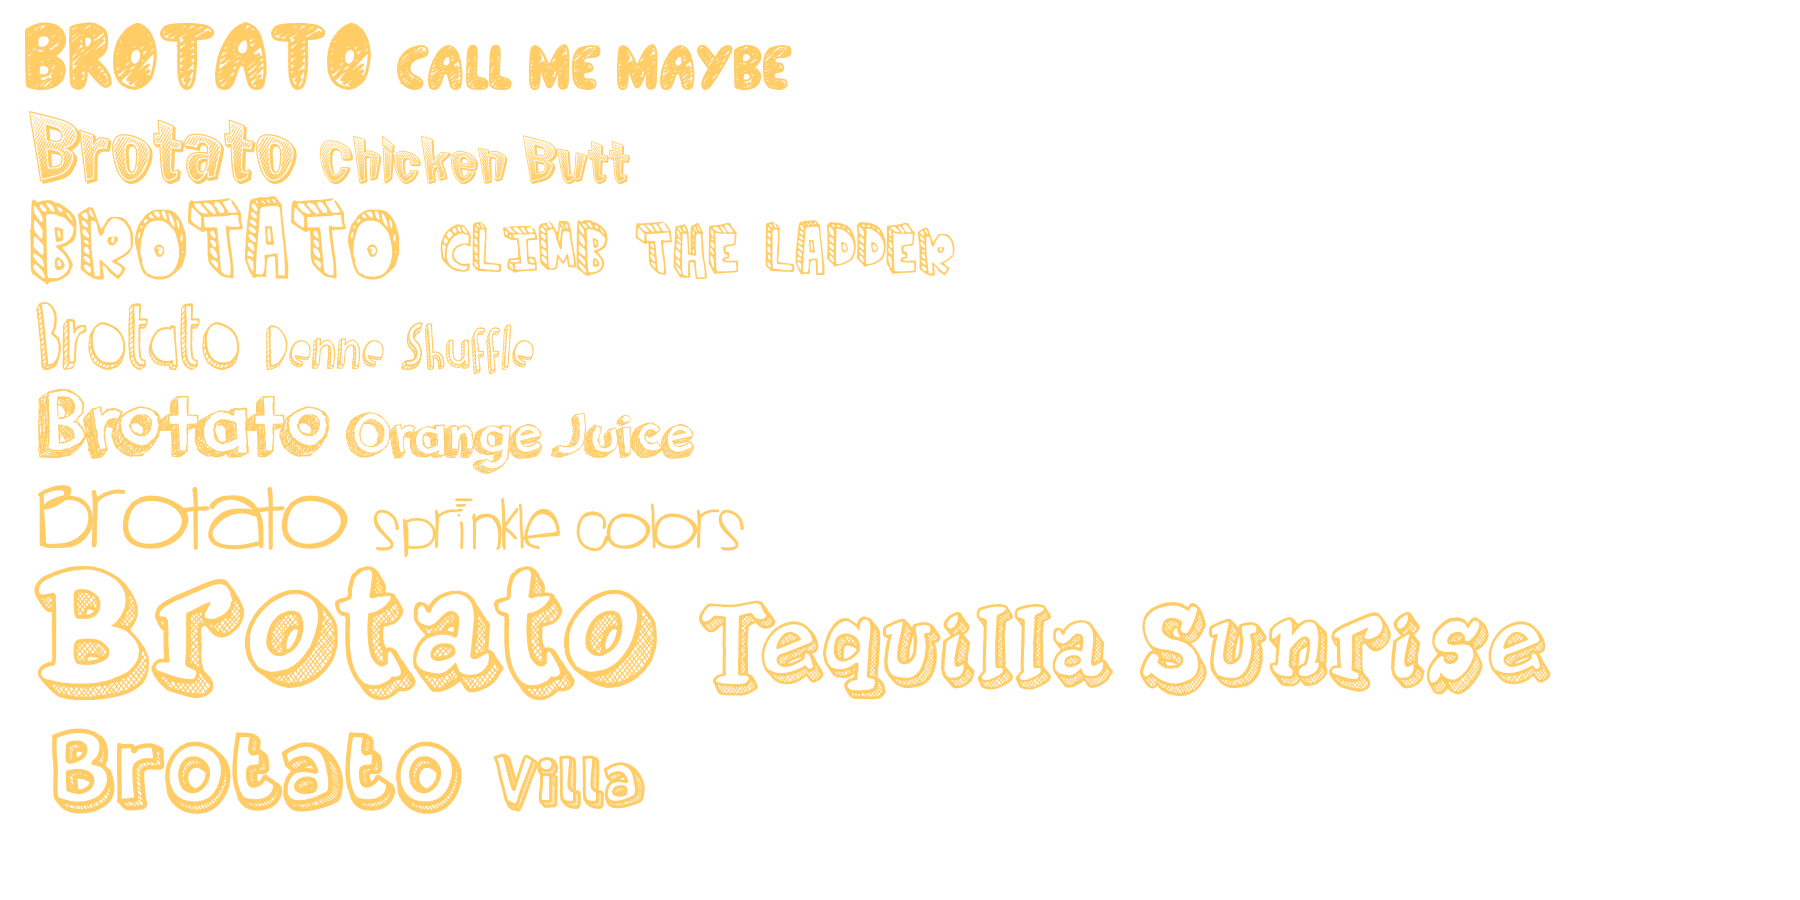 BROTATO CALL ME MAYBE
Brotato Chicken Butt
BROTATO CLIMB THE LADDER
Brotato Denne Shuffle
Brotato Orange Juice
Brotato sprinkle colors
Brotato Tequilla Sunrise
Brotato Villa